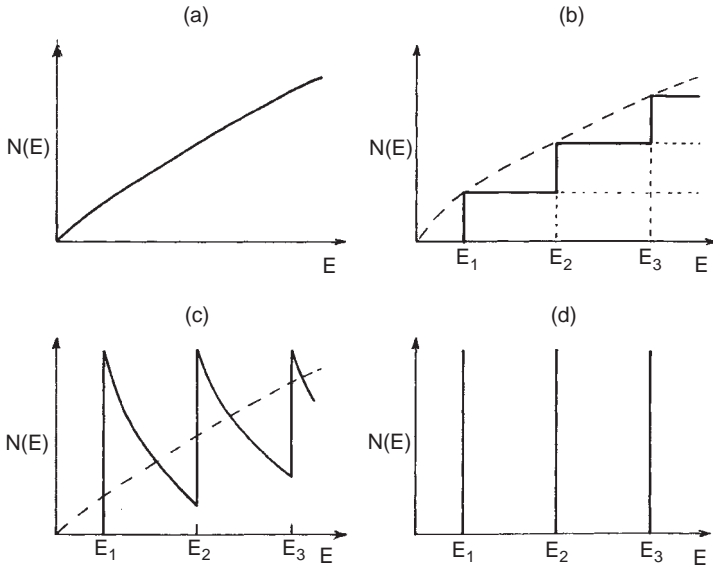 (a)
N(E)
E
(b)
N(E)
E₁ E₂ E₃ E
(c)
N(E)
E₁ E₂ E₃ E
(d)
N(E)
E₁ E₂ E₃ E